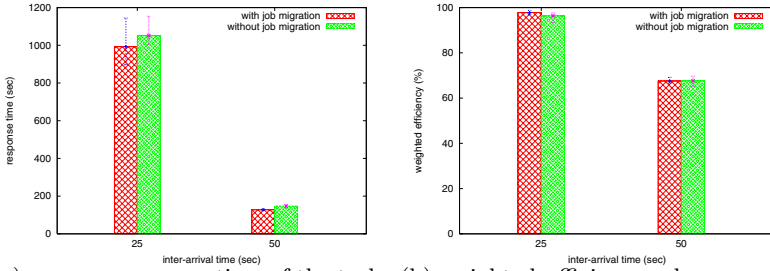 1200
1000
800
600
400
200
0
response time (sec)
with job migration
without job migration
25
50
inter-arrival time (sec)
100
80
60
40
20
0
weighted efficiency (%)
with job migration
without job migration
25
50
inter-arrival time (sec)